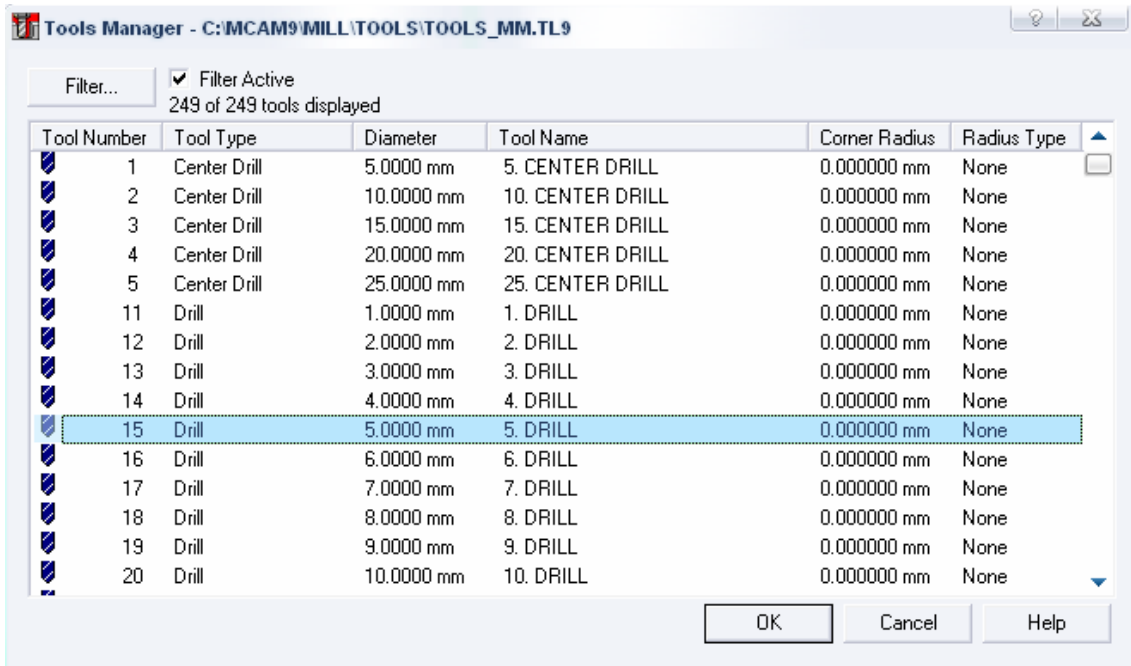 Tools Manager - C:\MCAM9\MILL\TOOLS\TOOLS_MM.TL9
Filter...
Filter Active
249 of 249 tools displayed
Tool Number Tool Type Diameter Tool Name Corner Radius Radius Type
1 Center Drill 5.0000 mm 5. CENTER DRILL 0.000000 mm None
2 Center Drill 10.0000 mm 10. CENTER DRILL 0.000000 mm None
3 Center Drill 15.0000 mm 15. CENTER DRILL 0.000000 mm None
4 Center Drill 20.0000 mm 20. CENTER DRILL 0.000000 mm None
5 Center Drill 25.0000 mm 25. CENTER DRILL 0.000000 mm None
11 Drill 1.0000 mm 1. DRILL 0.000000 mm None
12 Drill 2.0000 mm 2. DRILL 0.000000 mm None
13 Drill 3.0000 mm 3. DRILL 0.000000 mm None
14 Drill 4.0000 mm 4. DRILL 0.000000 mm None
15 Drill 5.0000 mm 5. DRILL 0.000000 mm None
16 Drill 6.0000 mm 6. DRILL 0.000000 mm None
17 Drill 7.0000 mm 7. DRILL 0.000000 mm None
18 Drill 8.0000 mm 8. DRILL 0.000000 mm None
19 Drill 9.0000 mm 9. DRILL 0.000000 mm None
20 Drill 10.0000 mm 10. DRILL 0.000000 mm None
OK Cancel Help